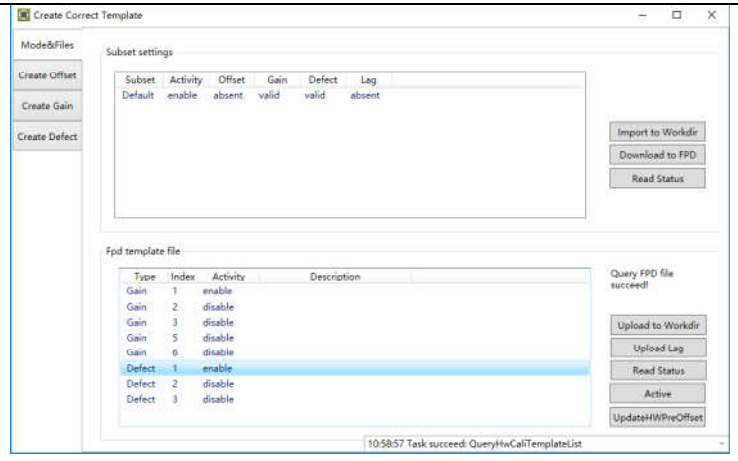 Create Correct Template
Mode&Files
Create Offset
Create Gain
Create Defect
Subset settings
Subset Activity Offset Gain Defect Lag
Default enable absent valid valid absent
Import to Workdir
Download to FPD
Read Status
Fpd template file
Type Index Activity Description
Gain 1 enable
Gain 2 disable
Gain 3 disable
Gain 5 disable
Gain 6 disable
Defect 1 enable
Defect 2 disable
Defect 3 disable
Query FPD file
succeed!
Upload to Workdir
Upload Lag
Read Status
Active
UpdateHWPreOffset
10:58:57 Task succeed: QueryHwCaliTemplateList